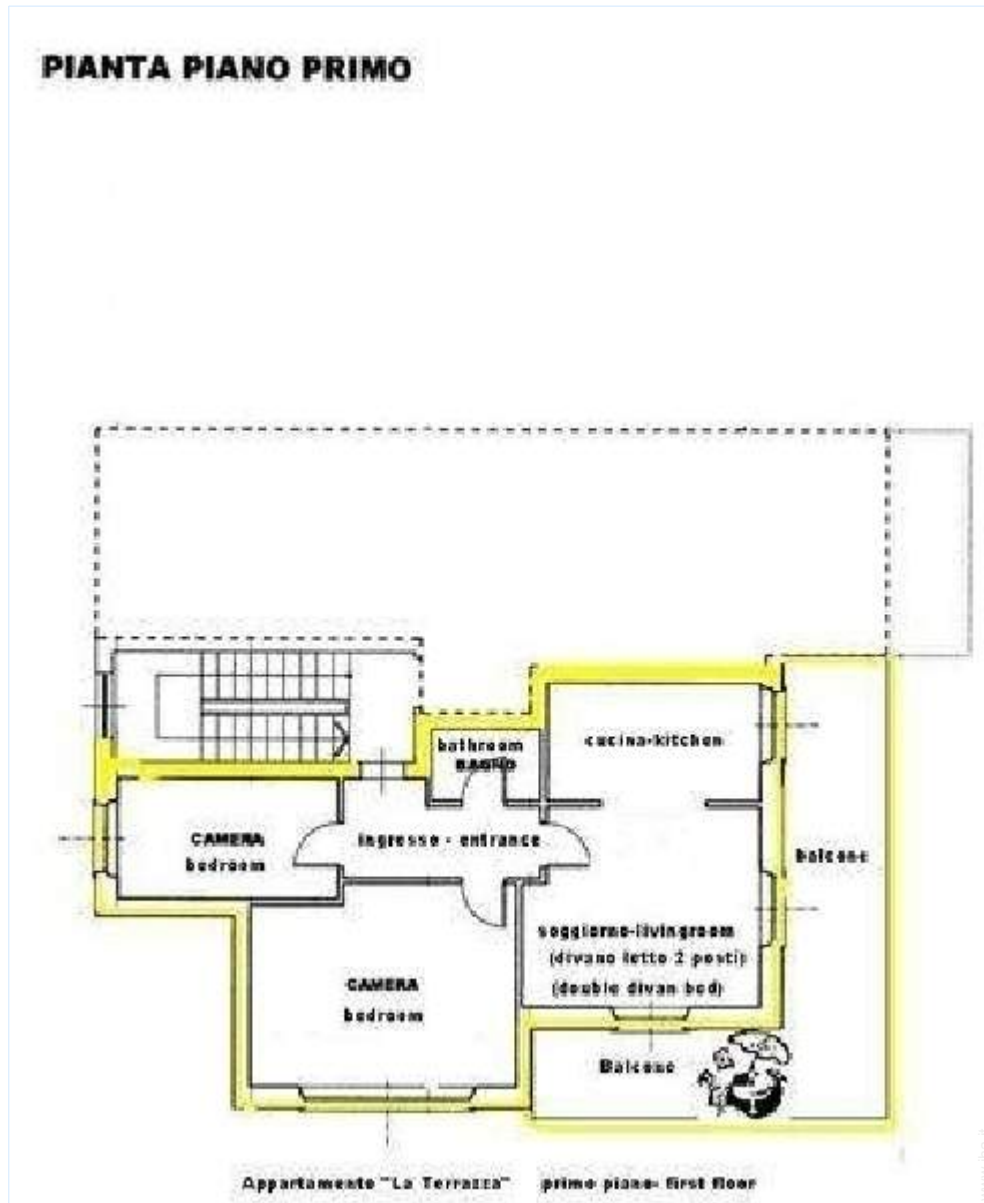 PIANTA PIANO PRIMO
cucina-kitchen
bathroom
BAGNO
CAMERA
bedroom
ingresso - entrance
balcone
soggiorno-livingroom
(divano letto 2 posti)
(double divan bed)
CAMERA
bedroom
Balcone
Appartamento "La Terrazza" primo piano- first floor